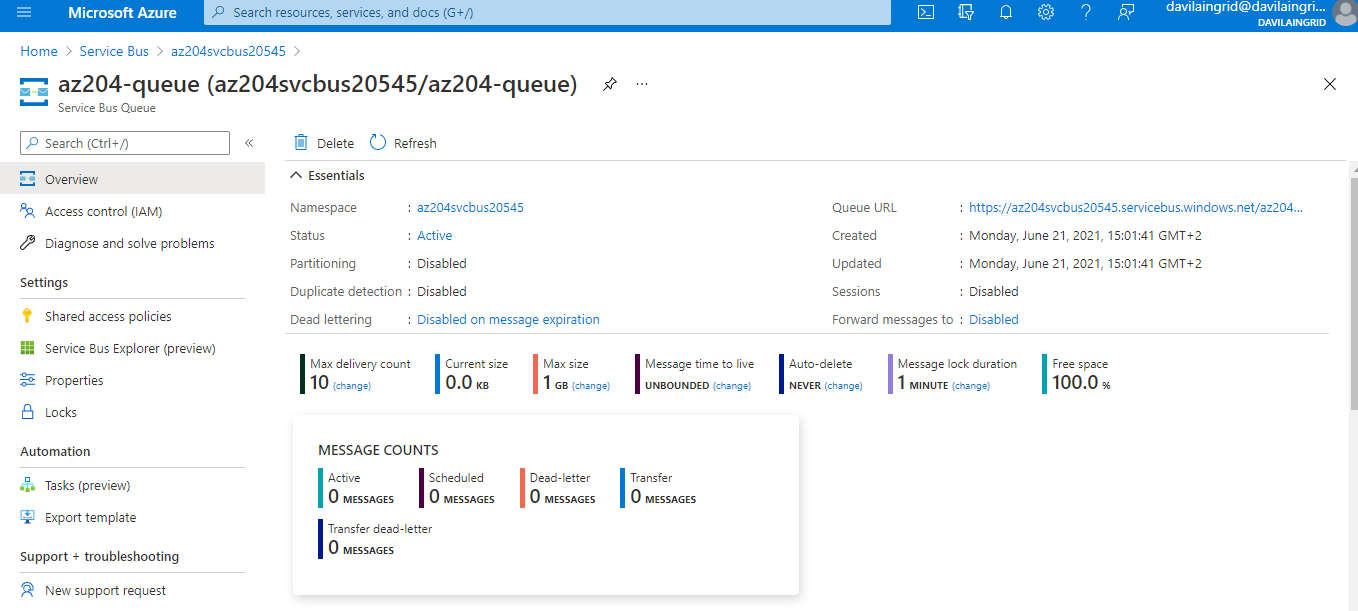 Microsoft Azure
Search resources, services, and docs (G+/)
davilaingrid@davilaingri...
DAVILAINGRID
Home > Service Bus > az204svcbus20545 >
az204-queue (az204svcbus20545/az204-queue)
Service Bus Queue
Search (Ctrl+/)
Overview
Access control (IAM)
Diagnose and solve problems
Settings
Shared access policies
Service Bus Explorer (preview)
Properties
Locks
Automation
Tasks (preview)
Export template
Support + troubleshooting
New support request
Delete
Refresh
Essentials
Namespace : az204svcbus20545
Status : Active
Partitioning : Disabled
Duplicate detection : Disabled
Dead lettering : Disabled on message expiration
Queue URL : https://az204svcbus20545.servicebus.windows.net/az204...
Created : Monday, June 21, 2021, 15:01:41 GMT+2
Updated : Monday, June 21, 2021, 15:01:41 GMT+2
Sessions : Disabled
Forward messages to : Disabled
Max delivery count
10 (change)
Current size
0.0 KB
Max size
1 GB (change)
Message time to live
UNBOUNDED (change)
Auto-delete
NEVER (change)
Message lock duration
1 MINUTE (change)
Free space
100.0 %
MESSAGE COUNTS
Active
0 MESSAGES
Scheduled
0 MESSAGES
Dead-letter
0 MESSAGES
Transfer
0 MESSAGES
Transfer dead-letter
0 MESSAGES